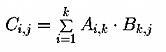 C_{i,j} = \sum_{i=1}^{k} A_{i,k} \cdot B_{k,j}